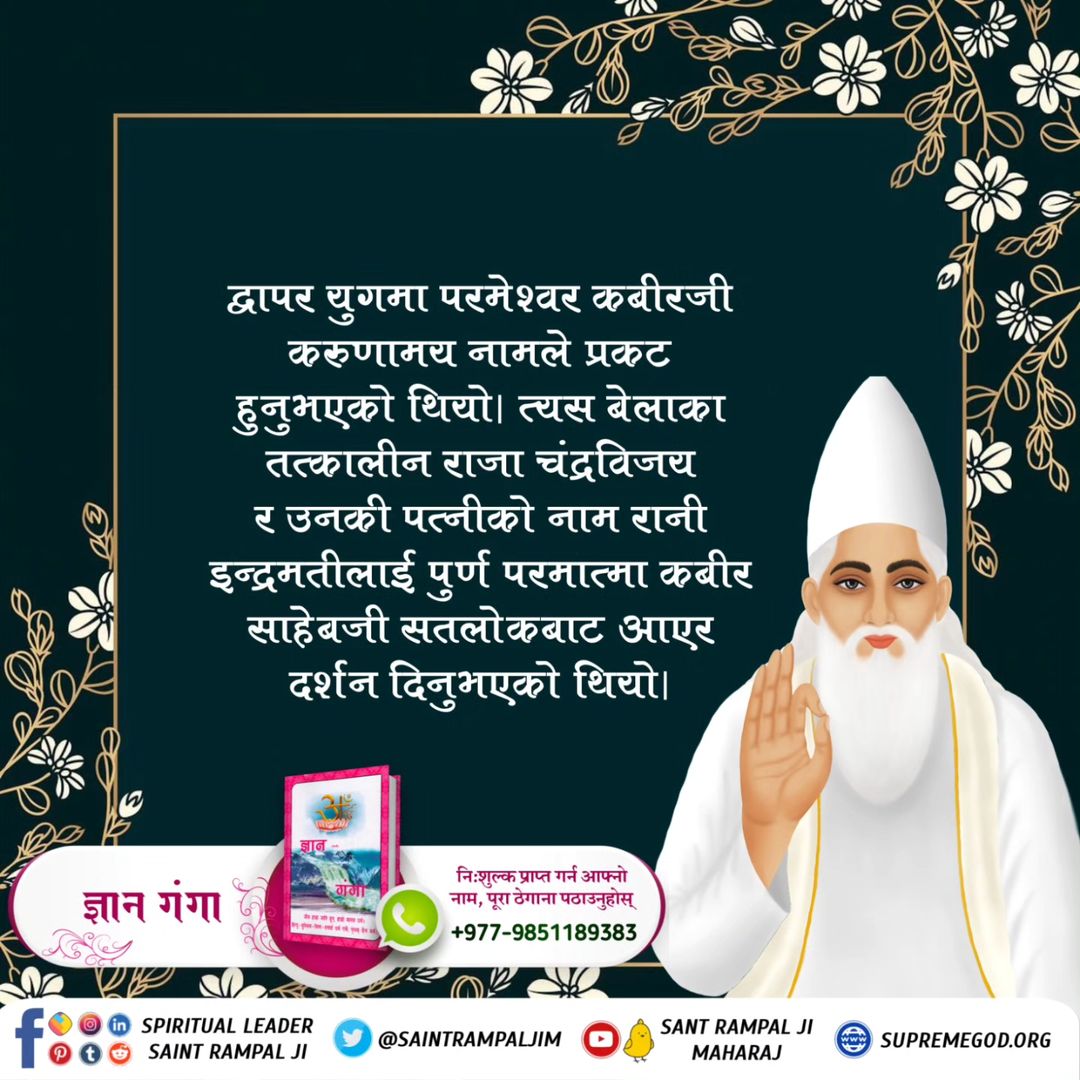 द्वापर युगमा परमेश्वर कबीरजी
करुणामय नामले प्रकट
हुनुभएको थियो। त्यस बेलाका
तत्कालीन राजा चंद्रविजय
र उनकी पत्नीको नाम रानी
इन्द्रमतीलाई पुर्ण परमात्मा कबीर
साहेबजी सतलोकबाट आएर
दर्शन दिनुभएको थियो।
ज्ञान गंगा
ज्ञान
गंगा
नि:शुल्क प्राप्त गर्न आफ्नो
नाम, पूरा ठेगाना पठाउनुहोस्
+977-9851189383
SPIRITUAL LEADER
SAINT RAMPAL JI
@SAINTRAMPALJIM
SANT RAMPAL JI
MAHARAJ
SUPREMEGOD.ORG